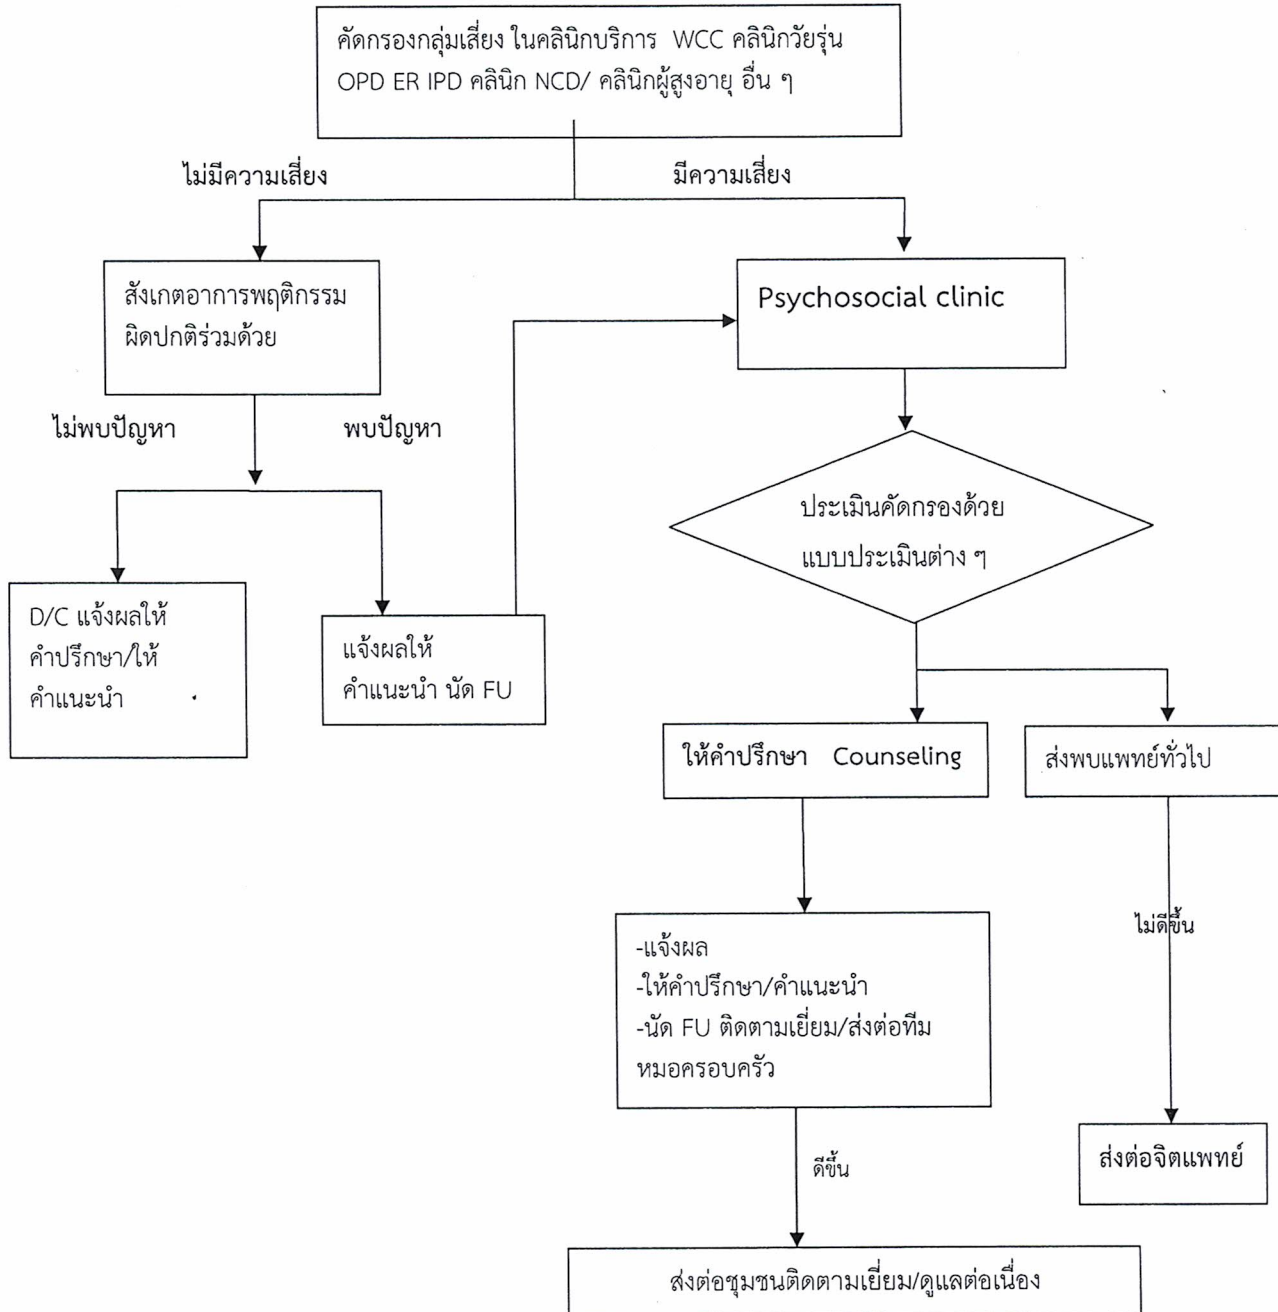 คัดกรองกลุ่มเสี่ยง ในคลินิกบริการ WCC คลินิกวัยรุ่น
OPD ER IPD คลินิก NCD/ คลินิกผู้สูงอายุ อื่น ๆ
ไม่มีความเสี่ยง
มีความเสี่ยง
สังเกตอาการพฤติกรรม
ผิดปกติร่วมด้วย
Psychosocial clinic
ไม่พบปัญหา
พบปัญหา
ประเมินคัดกรองด้วย
แบบประเมินต่าง ๆ
D/C แจ้งผลให้
คำปรึกษา/ให้
คำแนะนำ
แจ้งผลให้
คำแนะนำ นัด FU
ให้คำปรึกษา Counseling
ส่งพบแพทย์ทั่วไป
-แจ้งผล
-ให้คำปรึกษา/คำแนะนำ
-นัด FU ติดตามเยี่ยม/ส่งต่อทีม
หมอครอบครัว
ไม่ดีขึ้น
ดีขึ้น
ส่งต่อจิตแพทย์
ส่งต่อชุมชนติดตามเยี่ยม/ดูแลต่อเนื่อง